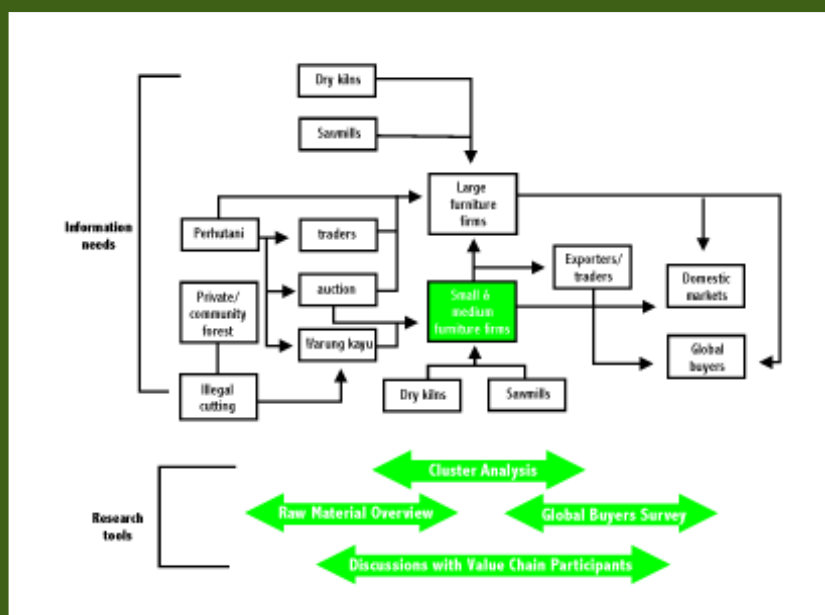 Dry kilns
Sawmills
Large
furniture
firms
Information
needs
Perhutani
traders
Exporters/
traders
Domestic
markets
Private/
community
forest
auction
Small &
medium
furniture firms
Warung kayu
Global
buyers
Illegal
cutting
Dry kilns
Sawmills
Cluster Analysis
Raw Material Overview
Global Buyers Survey
Research
tools
Discussions with Value Chain Participants